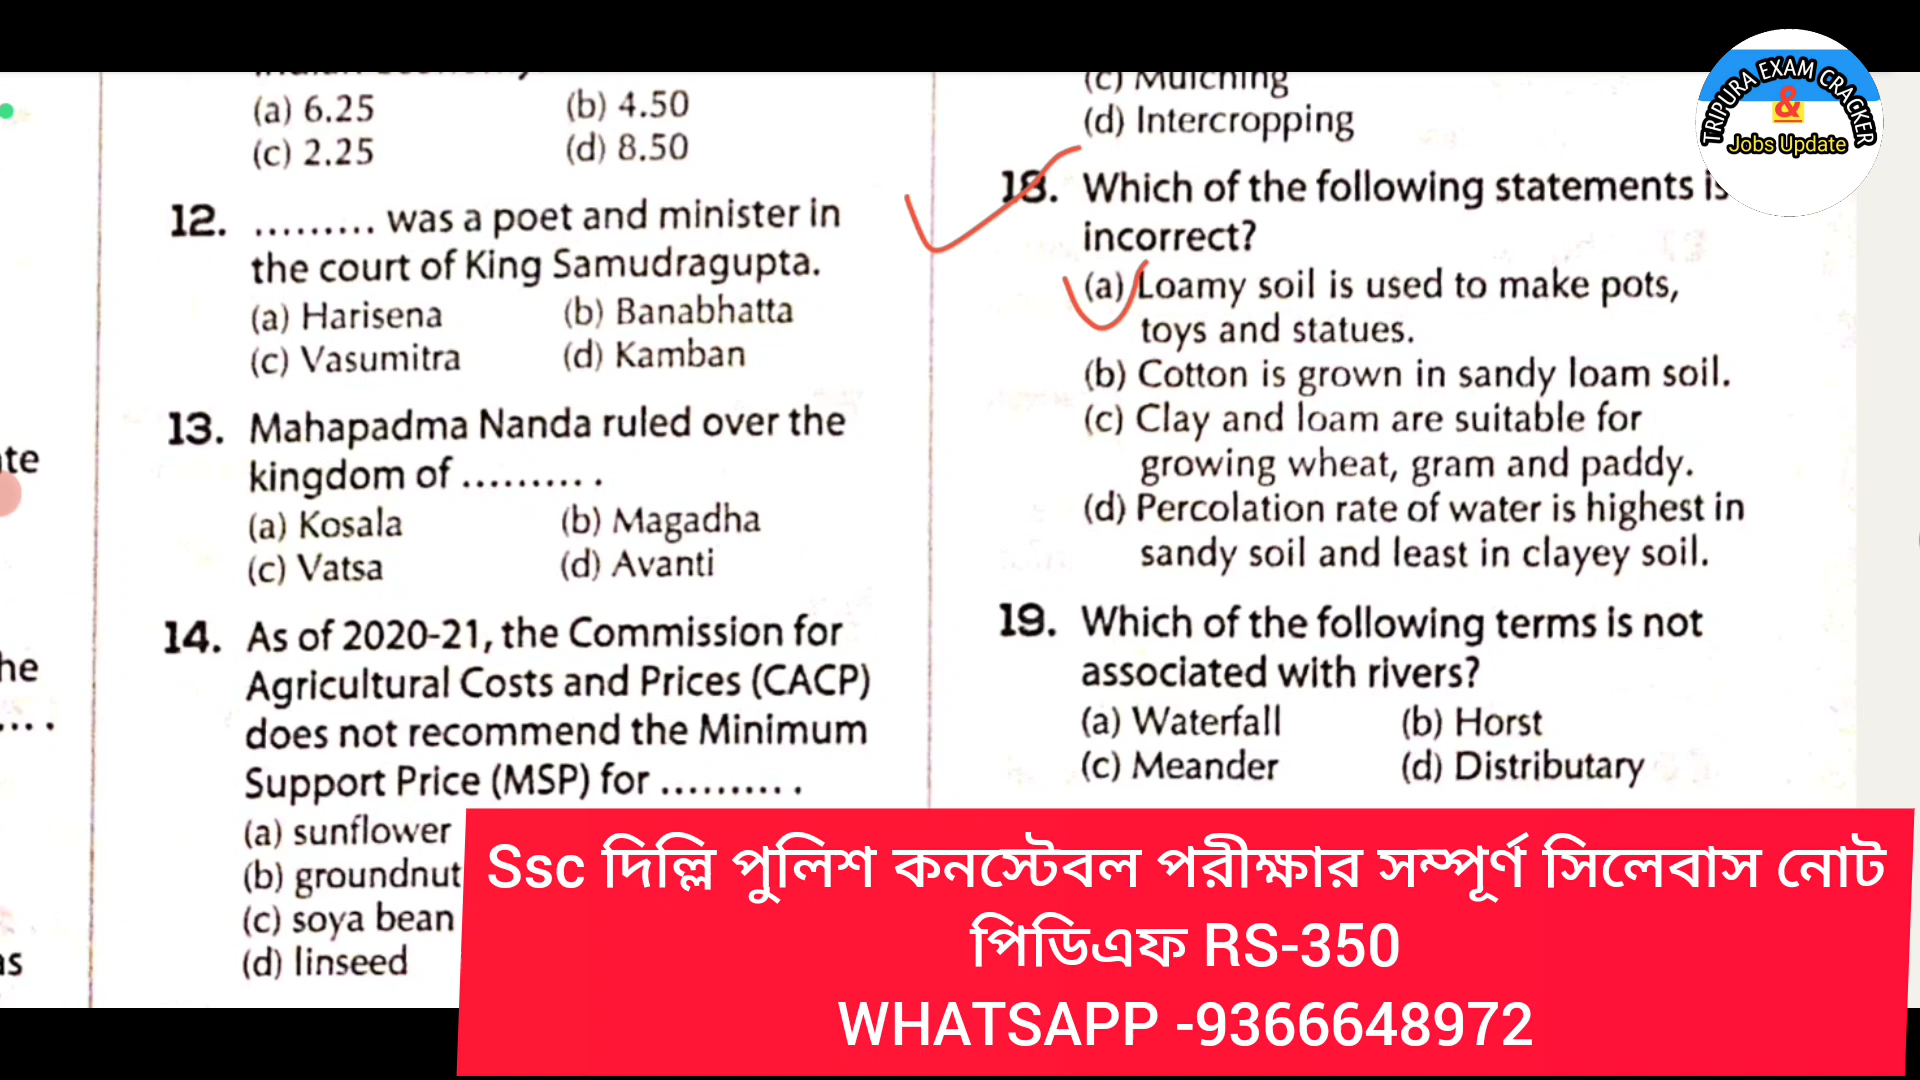 (a) 6.25 (b) 4.50
(c) 2.25 (d) 8.50
12. ......... was a poet and minister in
the court of King Samudragupta.
(a) Harisena (b) Banabhatta
(c) Vasumitra (d) Kamban
13. Mahapadma Nanda ruled over the
kingdom of .......... .
(a) Kosala (b) Magadha
(c) Vatsa (d) Avanti
14. As of 2020-21, the Commission for
Agricultural Costs and Prices (CACP)
does not recommend the Minimum
Support Price (MSP) for .......... .
(a) sunflower
(b) groundnut
(c) soya bean
(d) linseed
(c) Mulching
(d) Intercropping
18. Which of the following statements is
incorrect?
(a) Loamy soil is used to make pots,
toys and statues.
(b) Cotton is grown in sandy loam soil.
(c) Clay and loam are suitable for
growing wheat, gram and paddy.
(d) Percolation rate of water is highest in
sandy soil and least in clayey soil.
19. Which of the following terms is not
associated with rivers?
(a) Waterfall (b) Horst
(c) Meander (d) Distributary
TRIPURA EXAM CRACKER
&
Jobs Update
Ssc দিল্লি পুলিশ কনস্টেবল পরীক্ষার সম্পূর্ণ সিলেবাস নোট
পিডিএফ RS-350
WHATSAPP -9366648972